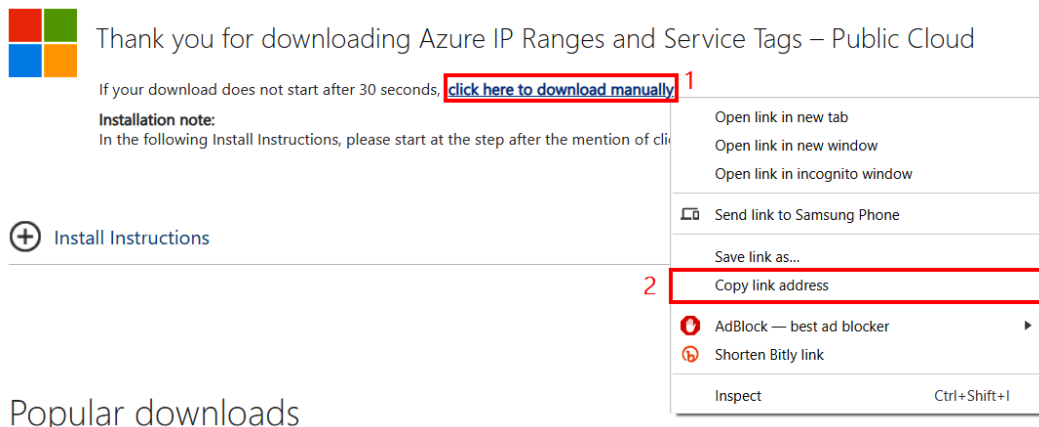 Thank you for downloading Azure IP Ranges and Service Tags – Public Cloud
If your download does not start after 30 seconds, click here to download manually
1
Installation note:
In the following Install Instructions, please start at the step after the mention of
Open link in new tab
Open link in new window
Open link in incognito window
Send link to Samsung Phone
Install Instructions
Save link as...
2
Copy link address
AdBlock — best ad blocker
Shorten Bitly link
Inspect Ctrl+Shift+I
Popular downloads